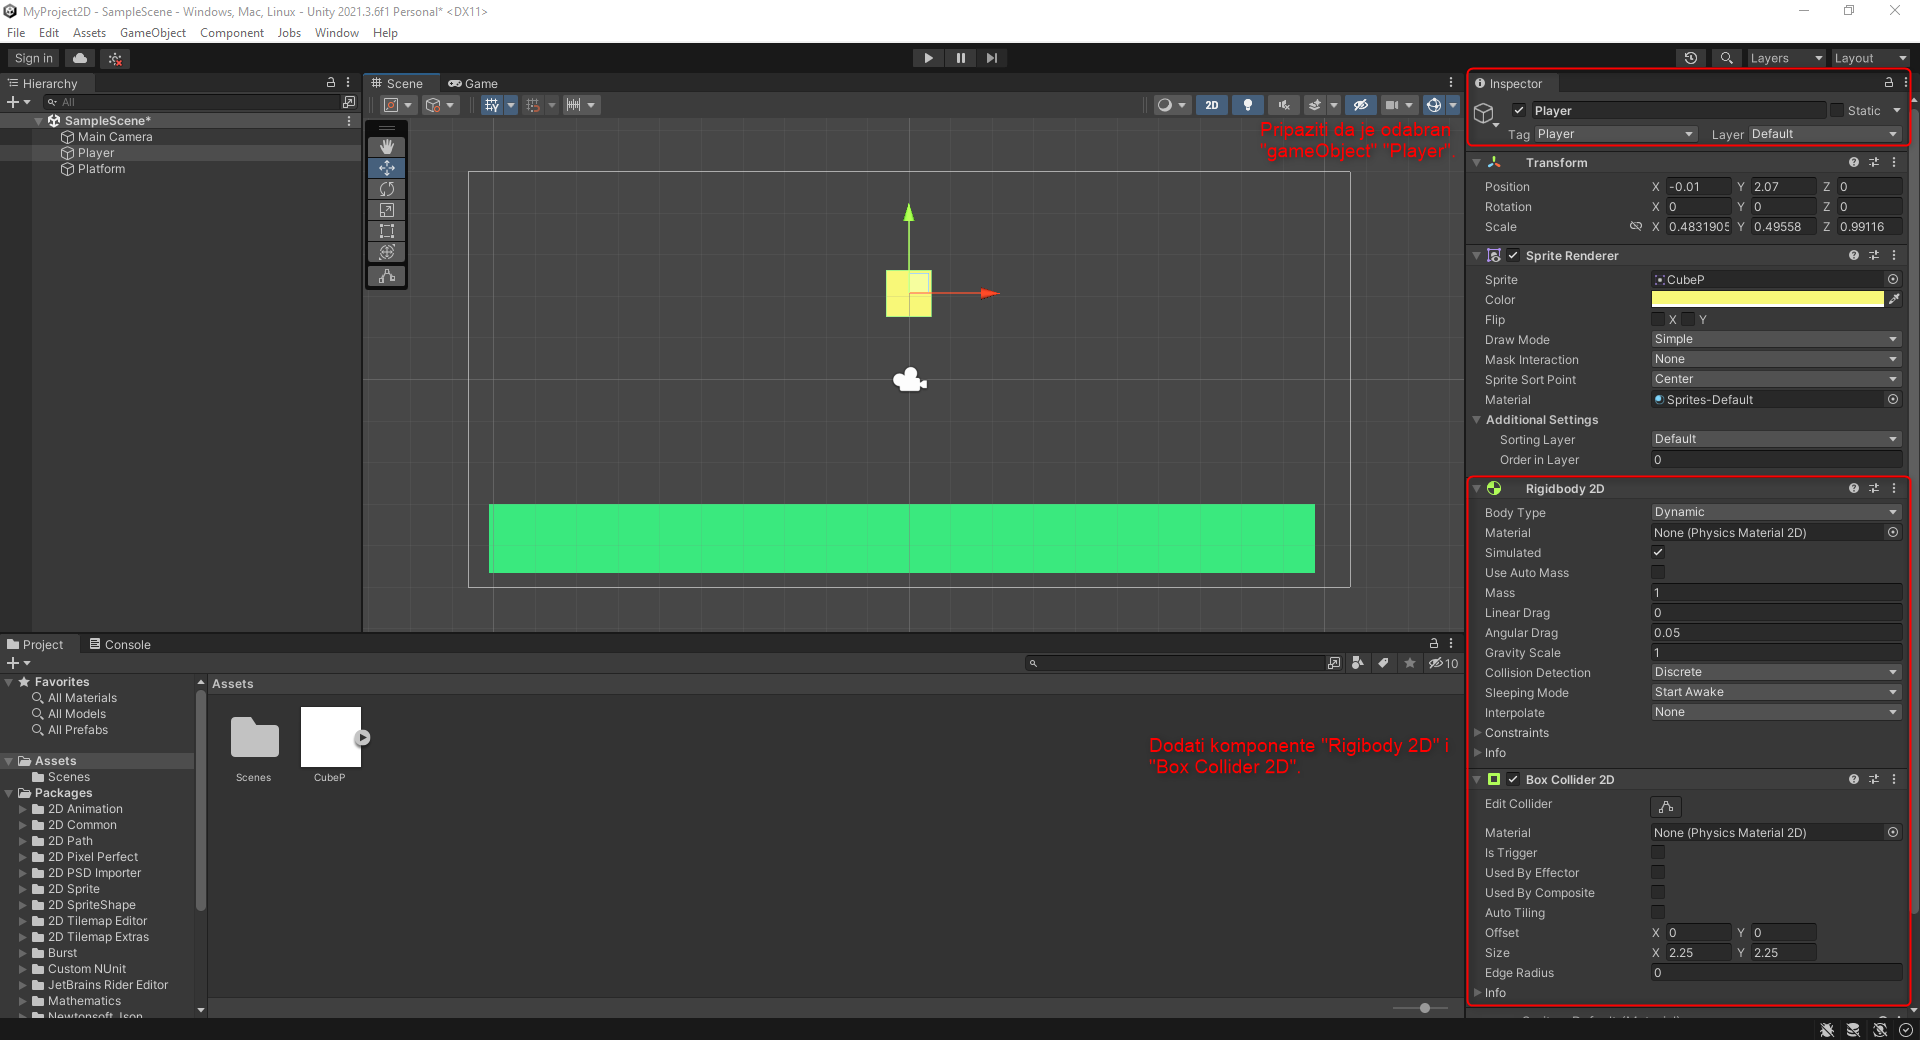 MyProject2D - SampleScene - Windows, Mac, Linux - Unity 2021.3.6f1 Personal* <DX11>
File Edit Assets GameObject Component Jobs Window Help
Sign in Layers Layout
Hierarchy
All
SampleScene*
Main Camera
Player
Platform
Scene Game
2D
Pripaziti da je odabran
"gameObject" "Player".
Inspector
Player Static
Tag Player Layer Default
Transform
Position X -0.01 Y 2.07 Z 0
Rotation X 0 Y 0 Z 0
Scale X 0.4831905 Y 0.49558 Z 0.99116
Sprite Renderer
Sprite CubeP
Color
Flip X Y
Draw Mode Simple
Mask Interaction None
Sprite Sort Point Center
Material Sprites-Default
Additional Settings
Sorting Layer Default
Order in Layer 0
Rigidbody 2D
Body Type Dynamic
Material None (Physics Material 2D)
Simulated
Use Auto Mass
Mass 1
Linear Drag 0
Angular Drag 0.05
Gravity Scale 1
Collision Detection Discrete
Sleeping Mode Start Awake
Interpolate None
Constraints
Info
Box Collider 2D
Edit Collider
Material None (Physics Material 2D)
Is Trigger
Used By Effector
Used By Composite
Auto Tiling
Offset X 0 Y 0
Size X 2.25 Y 2.25
Edge Radius 0
Info
Project Console
10
Favorites
All Materials
All Models
All Prefabs
Assets
Scenes
Packages
2D Animation
2D Common
2D Path
2D Pixel Perfect
2D PSD Importer
2D Sprite
2D SpriteShape
2D Tilemap Editor
2D Tilemap Extras
Burst
Custom NUnit
JetBrains Rider Editor
Mathematics
Newtonsoft Json
Assets
Scenes CubeP
Dodati komponente "Rigibody 2D" i
"Box Collider 2D".